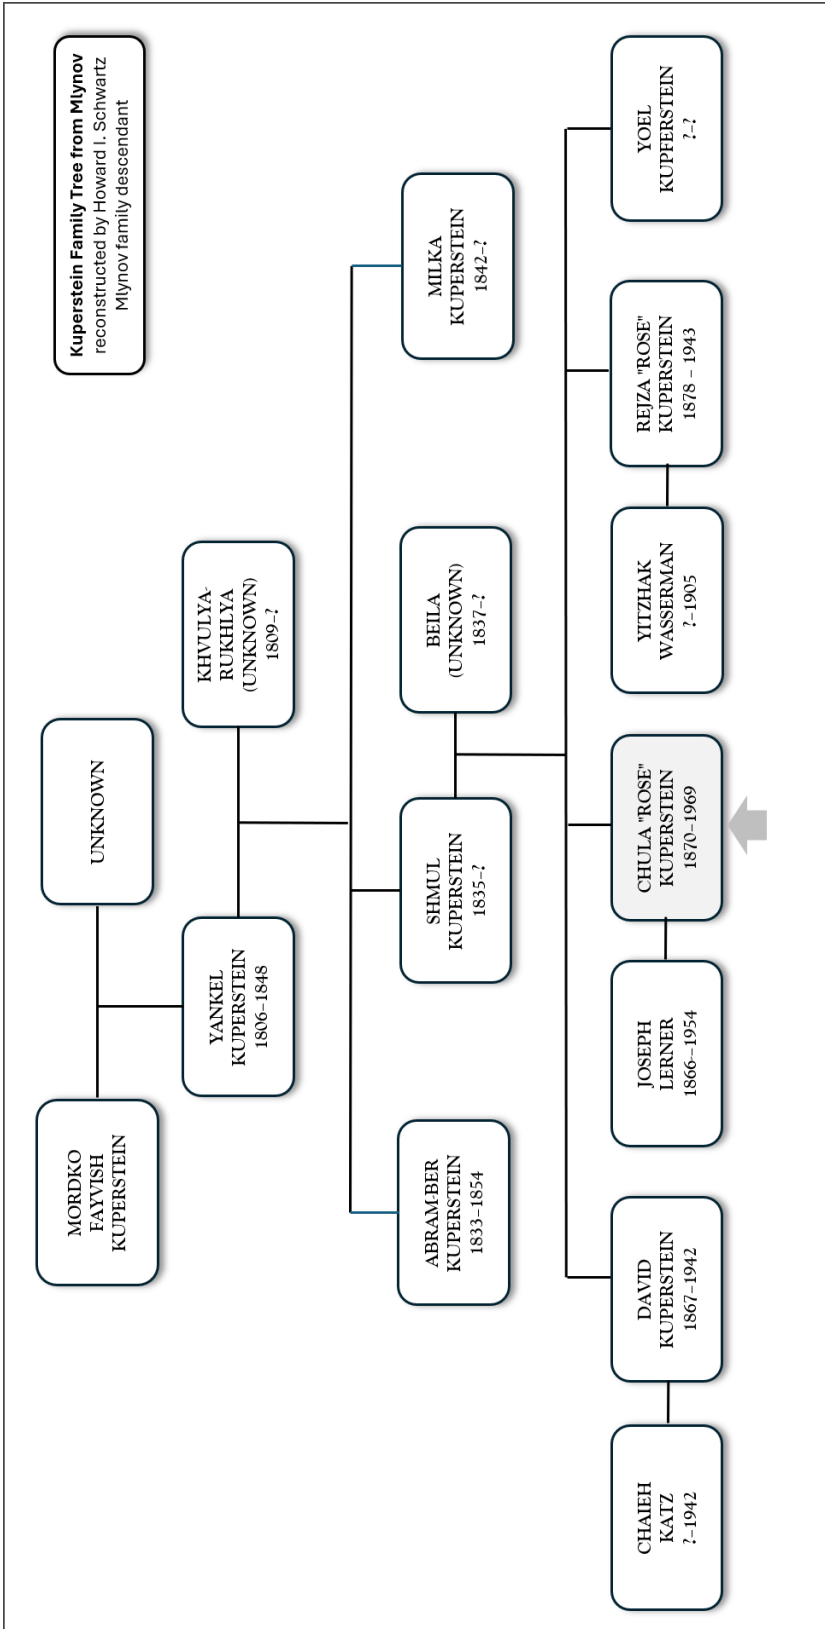 Kuperstein Family Tree from Mlynov
reconstructed by Howard I. Schwartz
Mlynov family descendant
MORDKO
FAYVISH
KUPERSTEIN
UNKNOWN
YANKEL
KUPERSTEIN
1806–1848
KHVULYA-
RUKHLYA
(UNKNOWN)
1809–?
ABRAM-BER
KUPERSTEIN
1833–1854
SHMUL
KUPERSTEIN
1835–?
BEILA
(UNKNOWN)
1837–?
MILKA
KUPERSTEIN
1842–?
CHAIEH
KATZ
?–1942
DAVID
KUPERSTEIN
1867–1942
JOSEPH
LERNER
1866–1954
CHULA "ROSE"
KUPERSTEIN
1870–1969
YITZHAK
WASSERMAN
?–1905
REJZA "ROSE"
KUPERSTEIN
1878 – 1943
YOEL
KUPFERSTEIN
?–?